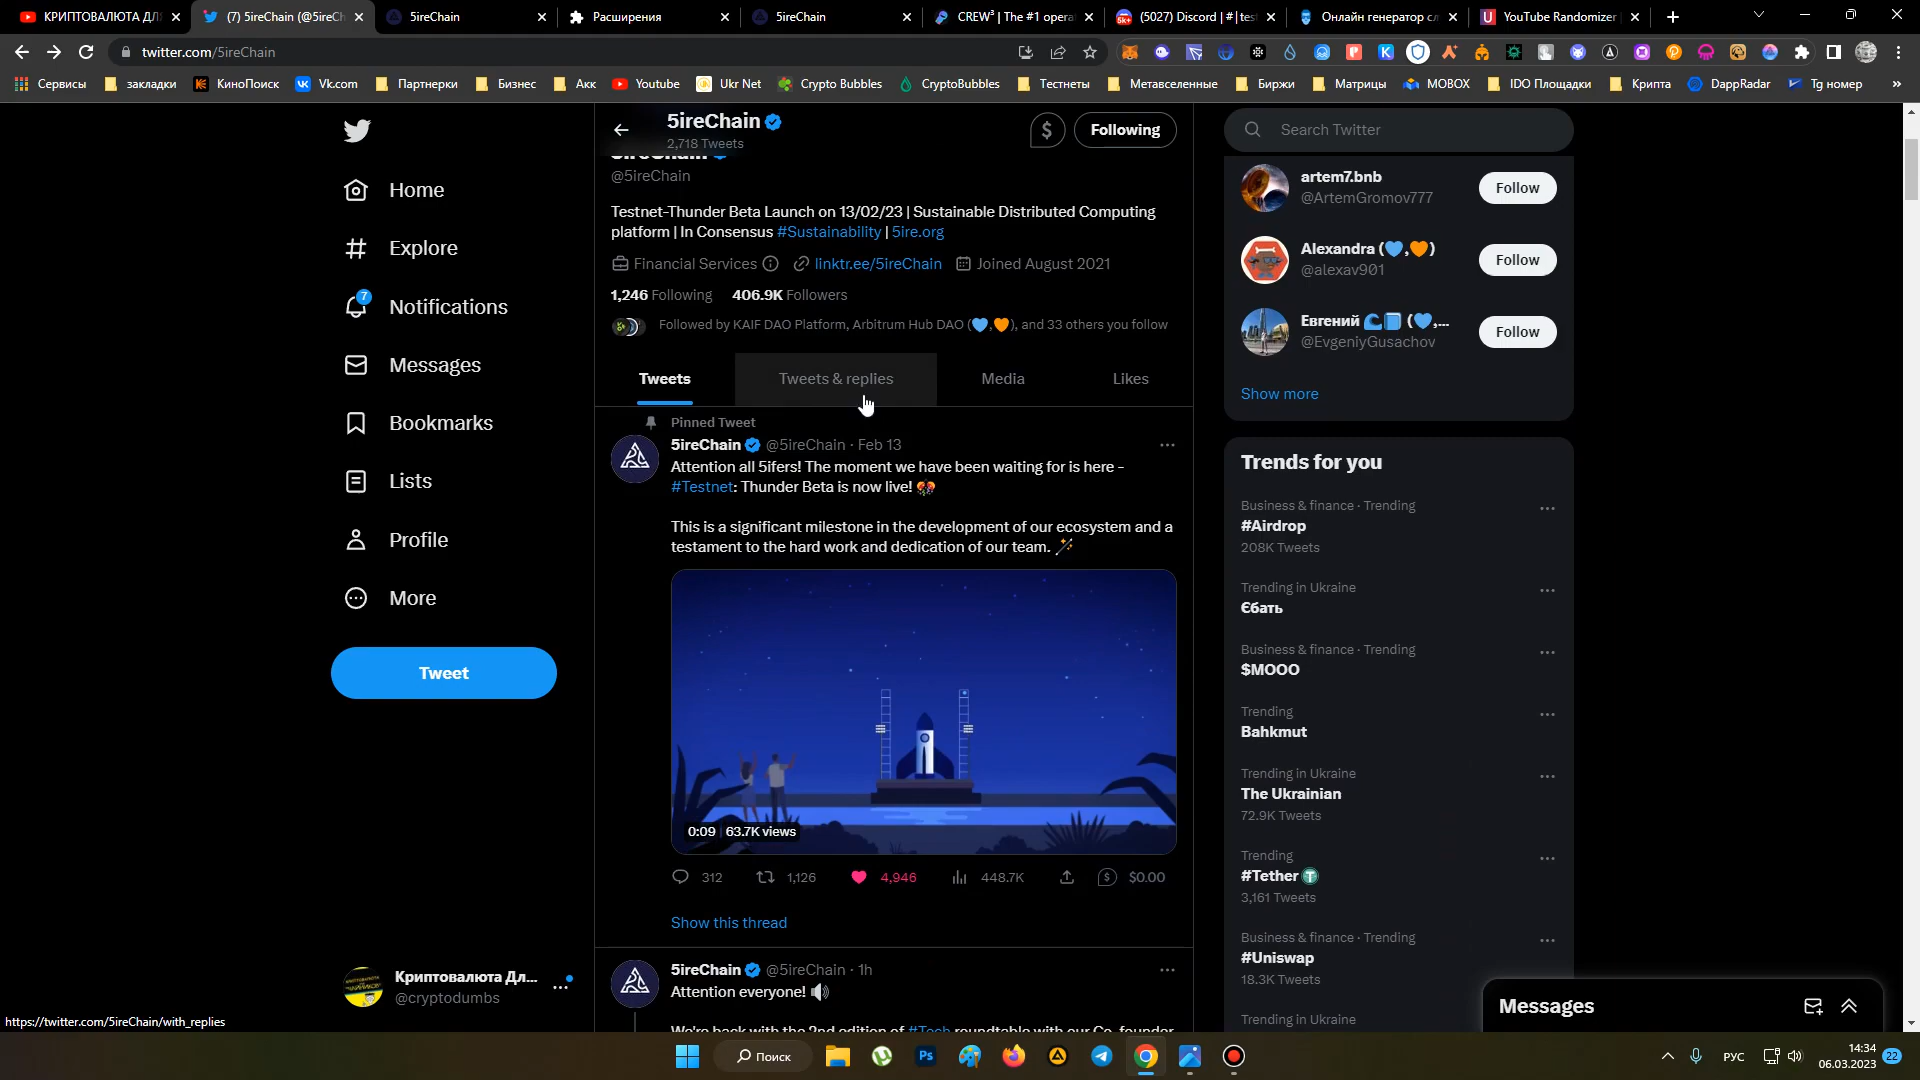 КРИПТОВАЛЮТА ДЛ
(7) 5ireChain (@5ireCh
5ireChain
Расширения
5ireChain
CREW³ | The #1 opera
(5027) Discord | # | tes
Онлайн генератор сл
YouTube Randomizer
twitter.com/5ireChain
Сервисы
закладки
КиноПоиск
Vk.com
Партнерки
Бизнес
Акк
Youtube
Ukr Net
Crypto Bubbles
CryptoBubbles
Тестнеты
Метавселенные
Биржи
Матрицы
MOBOX
IDO Площадки
Крипта
DappRadar
Tg номер
»
Home
Explore
7
Notifications
Messages
Bookmarks
Lists
Profile
More
Tweet
Криптовалюта Дл...
@cryptodumbs
https://twitter.com/5ireChain/with_replies
5ireChain
2,718 Tweets
Following
5ireChain
@5ireChain
Testnet-Thunder Beta Launch on 13/02/23 | Sustainable Distributed Computing
platform | In Consensus #Sustainability | 5ire.org
Financial Services
linktr.ee/5ireChain
Joined August 2021
1,246 Following 406.9K Followers
Followed by KAIF DAO Platform, Arbitrum Hub DAO (💙,🧡), and 33 others you follow
Tweets
Tweets & replies
Media
Likes
Pinned Tweet
5ireChain @5ireChain · Feb 13
Attention all 5ifers! The moment we have been waiting for is here -
#Testnet: Thunder Beta is now live! 🎊
This is a significant milestone in the development of our ecosystem and a
testament to the hard work and dedication of our team. 🪄
0:09 63.7K views
312
1,126
4,946
448.7K
$0.00
Show this thread
5ireChain @5ireChain · 1h
Attention everyone! 🔊
We're back with the 2nd edition of #Tech roundtable with our Co-founder
Search Twitter
artem7.bnb
@ArtemGromov777
Follow
Alexandra (💙,🧡)
@alexav901
Follow
Евгений 🌊📘 (💙,...
@EvgeniyGusachov
Follow
Show more
Trends for you
Business & finance · Trending
#Airdrop
208K Tweets
Trending in Ukraine
Єбать
Business & finance · Trending
$MOOO
Trending
Bahkmut
Trending in Ukraine
The Ukrainian
72.9K Tweets
Trending
#Tether
3,161 Tweets
Business & finance · Trending
#Uniswap
18.3K Tweets
Trending in Ukraine
Messages
Поиск
Ps
РУС
14:34
06.03.2023
22